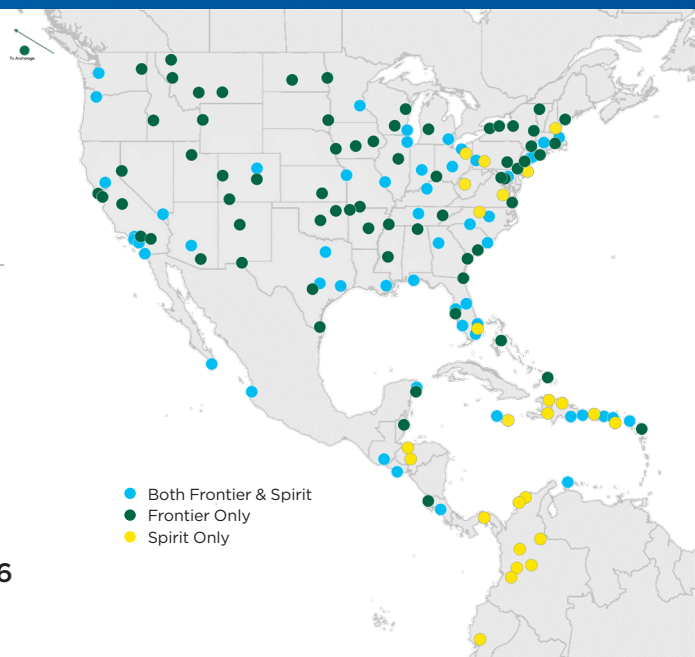 To Anchorage
Both Frontier & Spirit
Frontier Only
Spirit Only
6